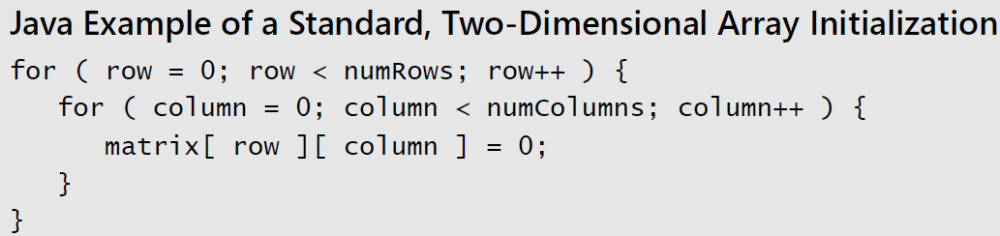 Java Example of a Standard, Two-Dimensional Array Initialization
for ( row = 0; row < numRows; row++ ) {
   for ( column = 0; column < numColumns; column++ ) {
      matrix[ row ][ column ] = 0;
   }
}